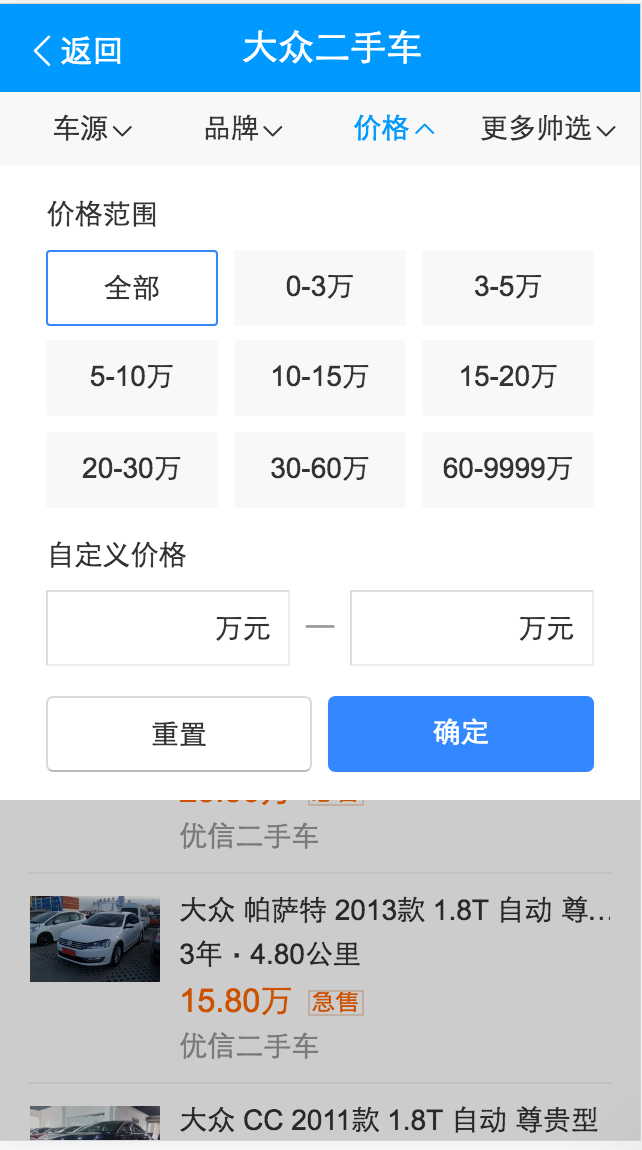 返回 大众二手车
车源 品牌 价格 更多帅选
价格范围
全部 0-3万 3-5万
5-10万 10-15万 15-20万
20-30万 30-60万 60-9999万
自定义价格
万元 — 万元
重置 确定
优信二手车
大众 帕萨特 2013款 1.8T 自动 尊...
3年·4.80公里
15.80万 急售
优信二手车
大众 CC 2011款 1.8T 自动 尊贵型